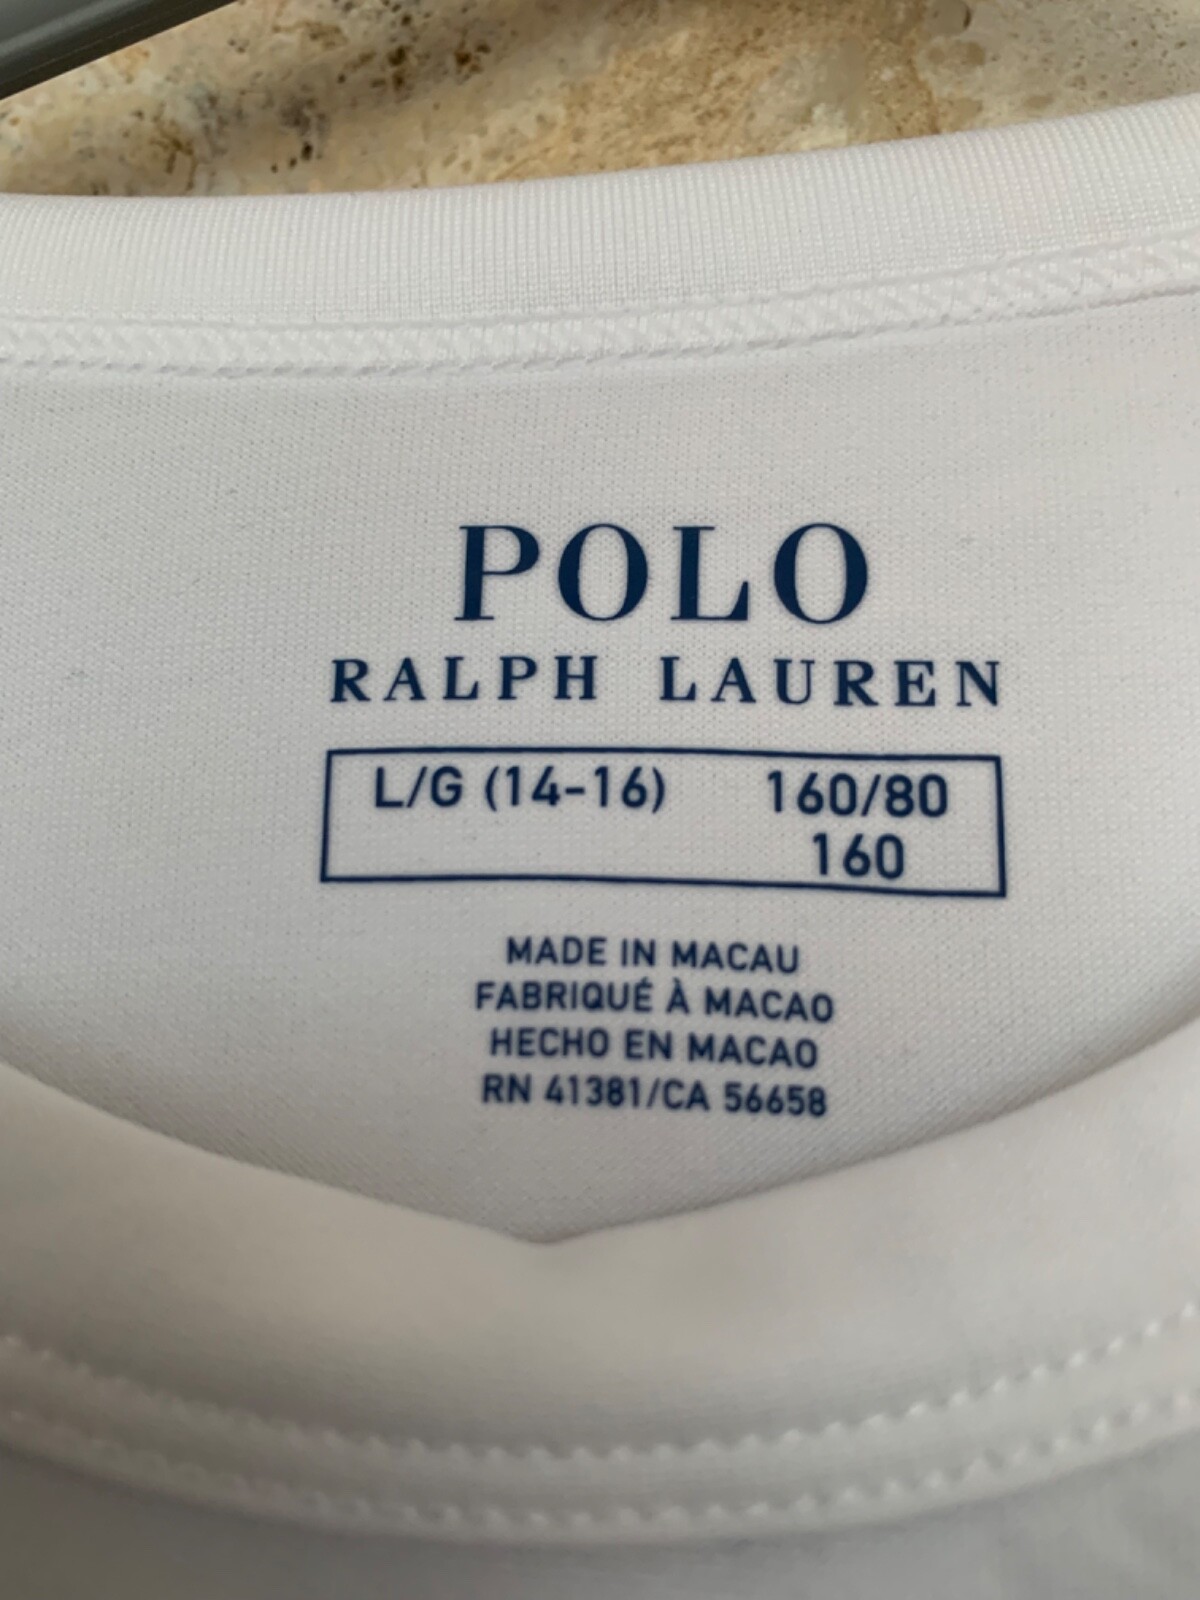 POLO
RALPH LAUREN
L/G (14-16) 160/80
160
MADE IN MACAU
FABRIQUÉ À MACAO
HECHO EN MACAO
RN 41381/CA 56658